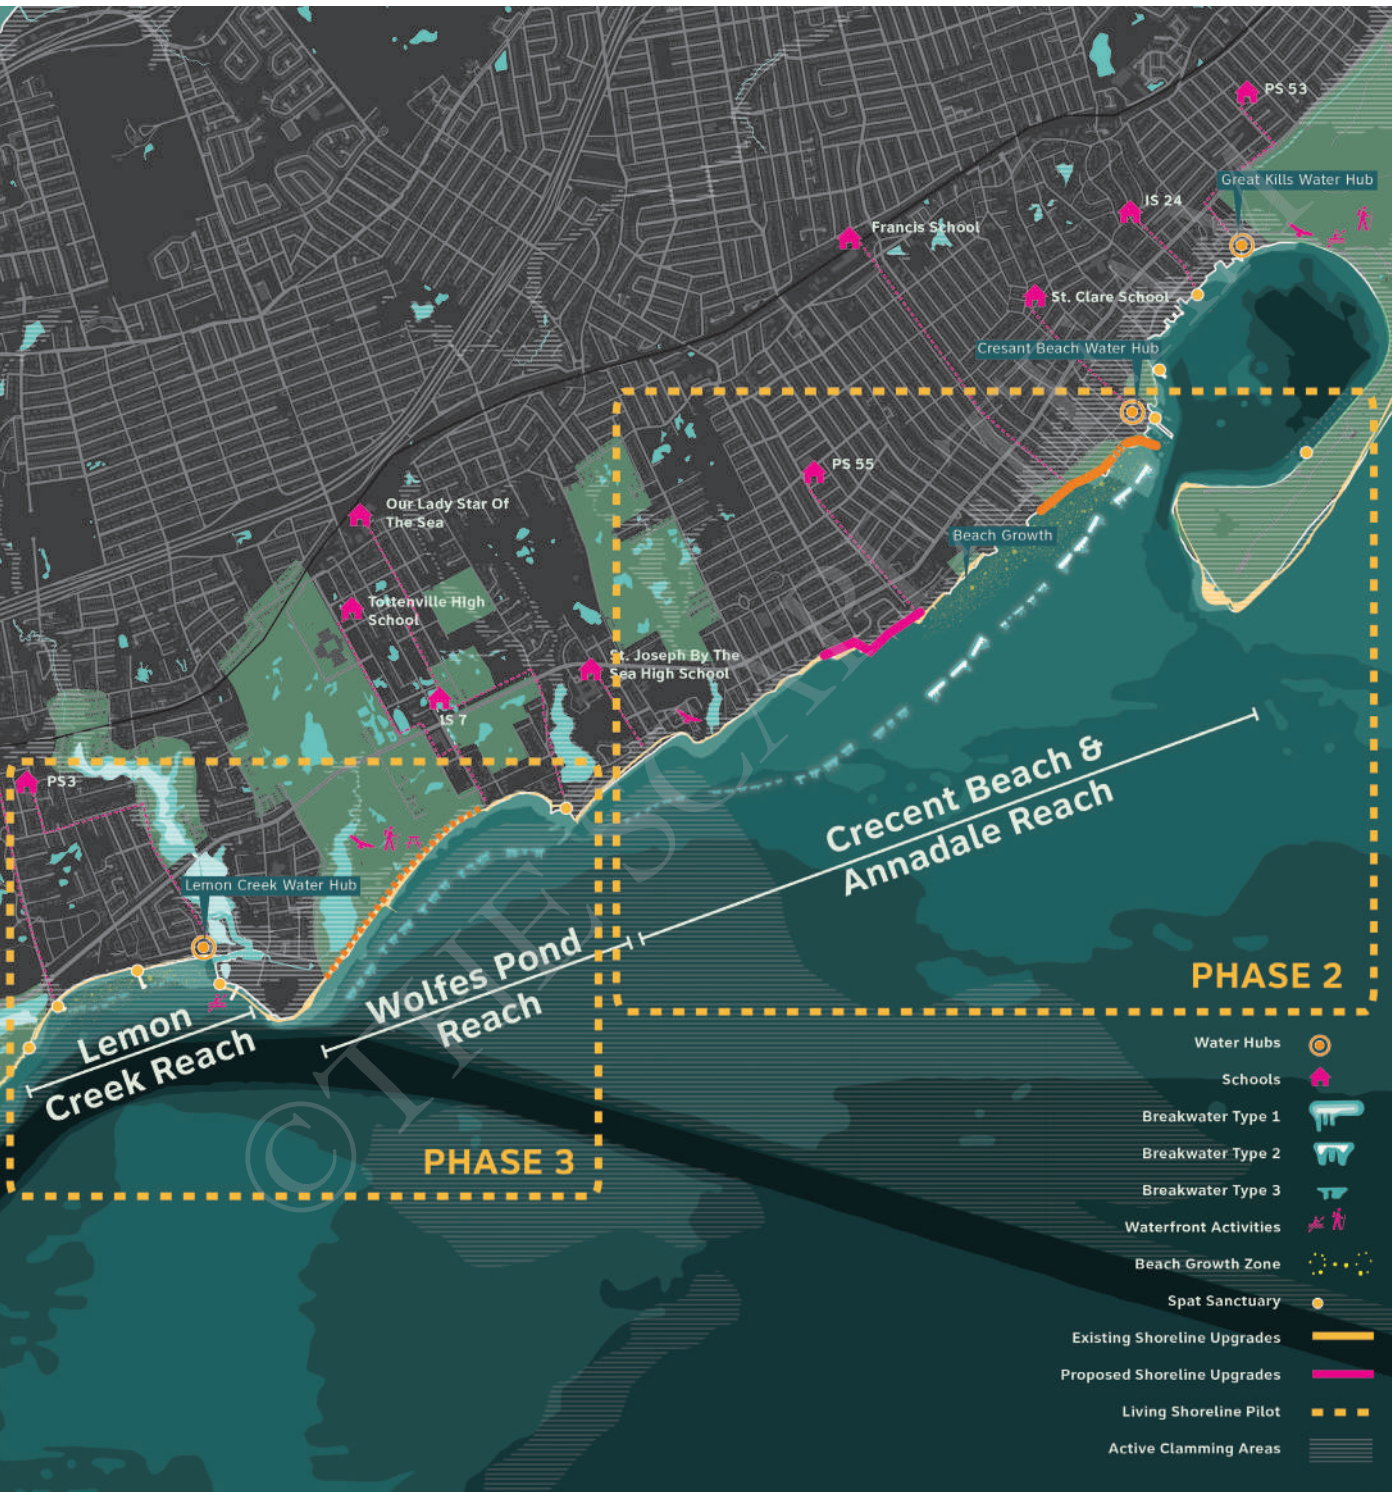 PS 53
Great Kills Water Hub
IS 24
Francis School
St. Clare School
Cresant Beach Water Hub
PS 55
Our Lady Star Of
The Sea
Beach Growth
Tottenville High
School
St. Joseph By The
Sea High School
IS 7
PS3
Crecent Beach &
Annadale Reach
Lemon Creek Water Hub
Wolfes Pond
Reach
PHASE 2
Lemon
Creek Reach
PHASE 3
Water Hubs
Schools
Breakwater Type 1
Breakwater Type 2
Breakwater Type 3
Waterfront Activities
Beach Growth Zone
Spat Sanctuary
Existing Shoreline Upgrades
Proposed Shoreline Upgrades
Living Shoreline Pilot
Active Clamming Areas